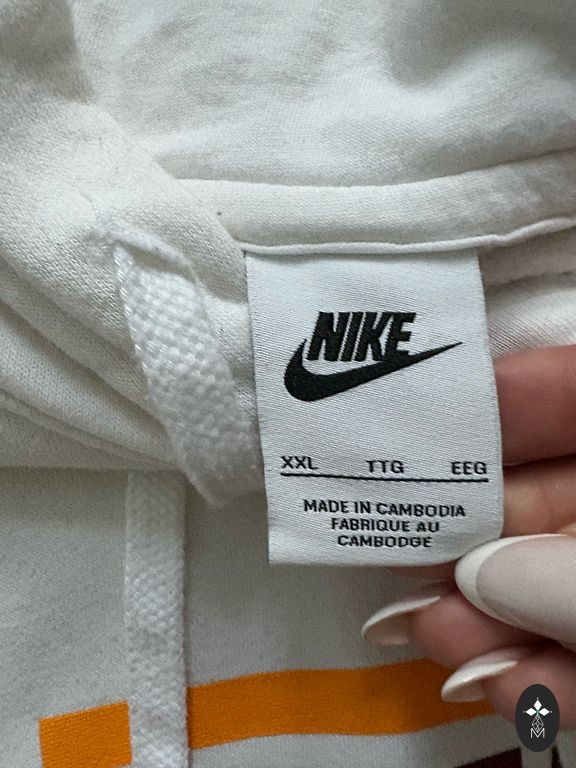 NIKE
XXL TTG EEG
MADE IN CAMBODIA
FABRIQUE AU
CAMBODGE
M